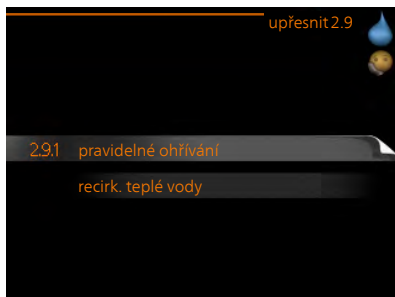 upřesnit 2.9
2.9.1 pravidelné ohřívání
recirk. teplé vody